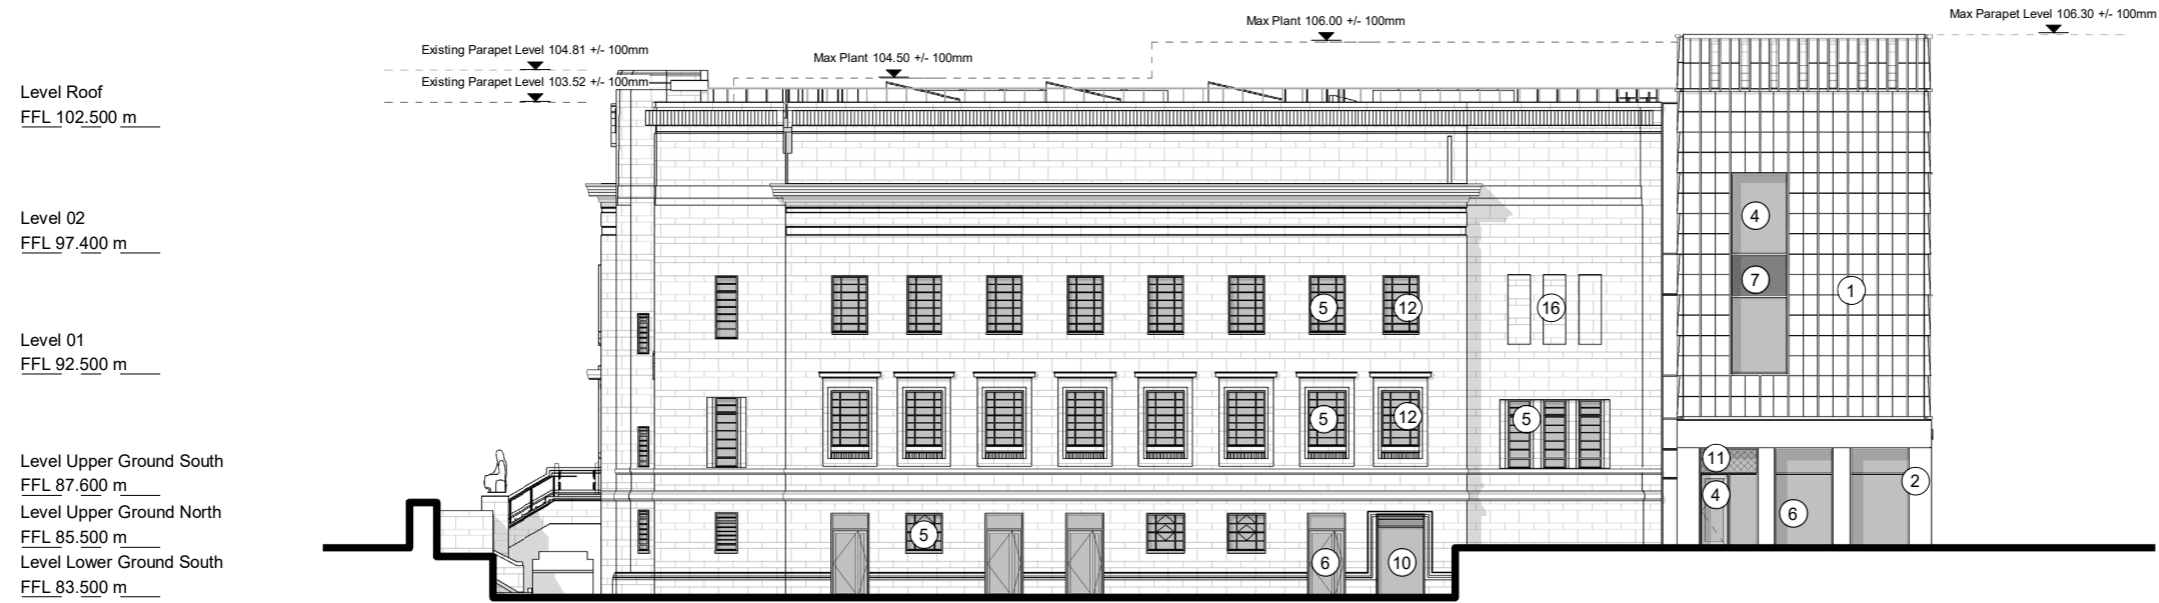 Max Parapet Level 106.30 +/- 100mm
Max Plant 106.00 +/- 100mm
Existing Parapet Level 104.81 +/- 100mm
Max Plant 104.50 +/- 100mm
Existing Parapet Level 103.52 +/- 100mm
Level Roof
FFL 102.500 m
Level 02
FFL 97.400 m
4
7
1
5
12
16
Level 01
FFL 92.500 m
5
12
5
Level Upper Ground South
FFL 87.600 m
11
2
4
Level Upper Ground North
FFL 85.500 m
6
5
Level Lower Ground South
FFL 83.500 m
6
10